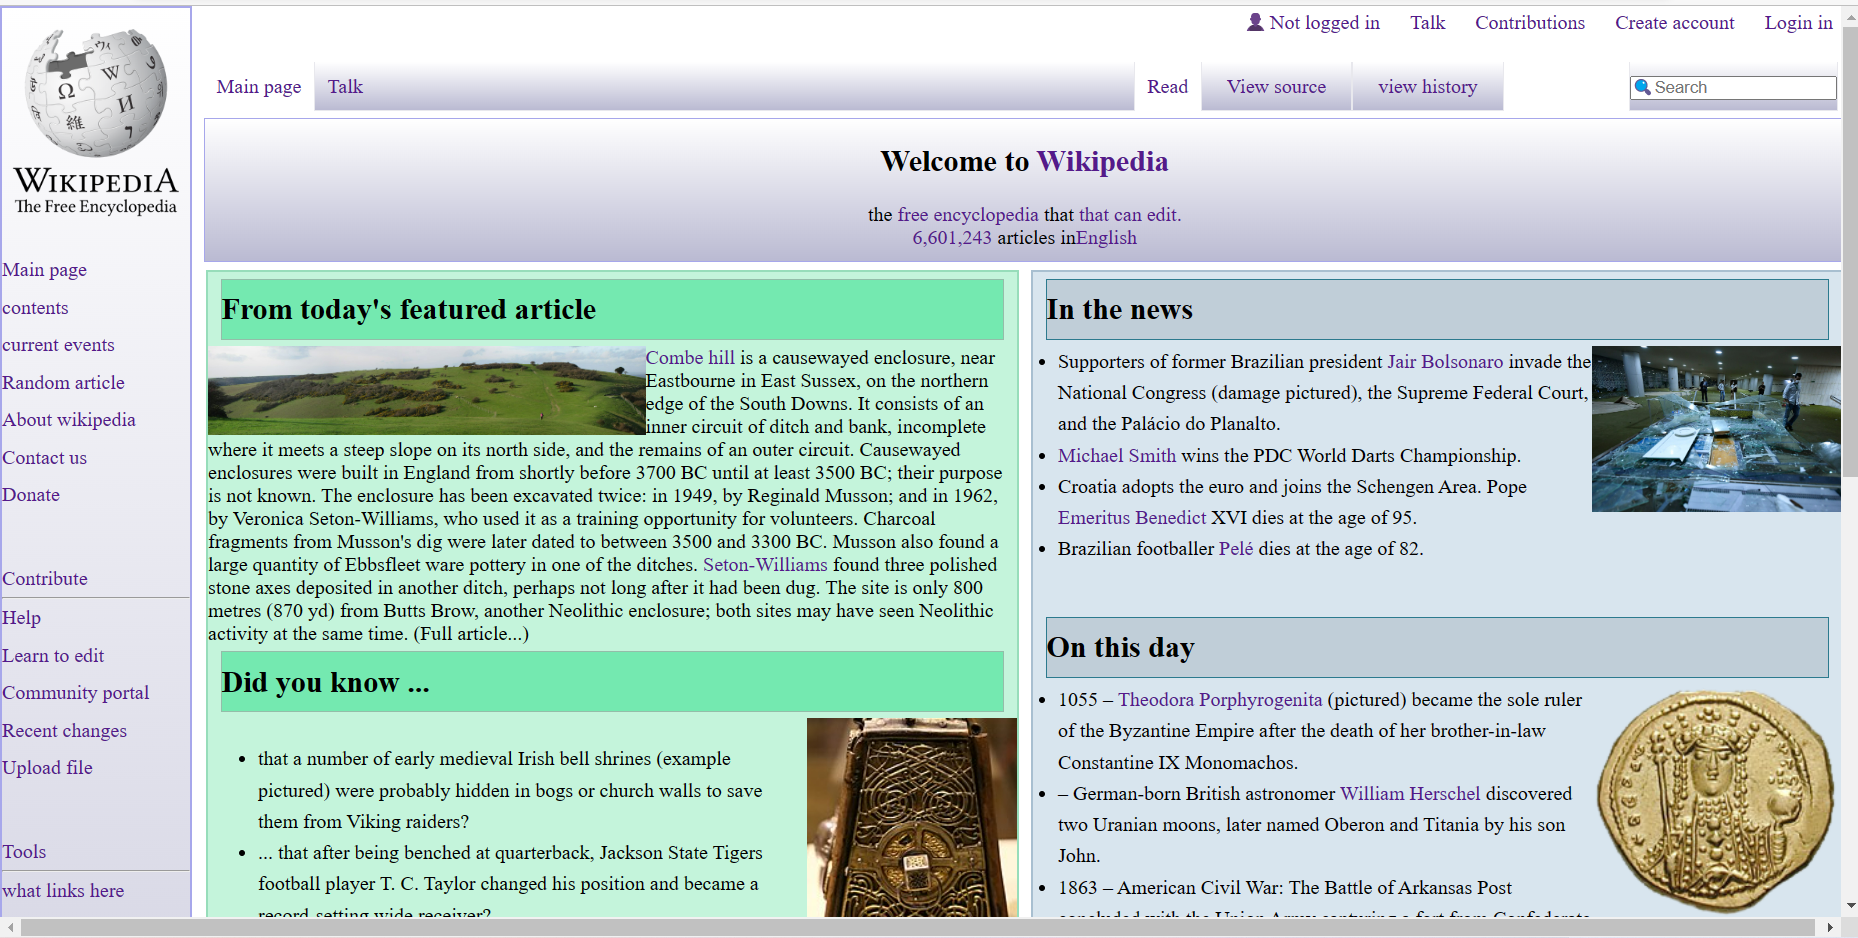 Not logged in Talk Contributions Create account Login in
Main page Talk Read View source view history Search
Ω W И 維 7
WIKIPEDIA
The Free Encyclopedia
Main page
contents
current events
Random article
About wikipedia
Contact us
Donate
Contribute
Help
Learn to edit
Community portal
Recent changes
Upload file
Tools
what links here
Welcome to Wikipedia
the free encyclopedia that that can edit.
6,601,243 articles inEnglish
From today's featured article
Combe hill is a causewayed enclosure, near
Eastbourne in East Sussex, on the northern
edge of the South Downs. It consists of an
inner circuit of ditch and bank, incomplete
where it meets a steep slope on its north side, and the remains of an outer circuit. Causewayed
enclosures were built in England from shortly before 3700 BC until at least 3500 BC; their purpose
is not known. The enclosure has been excavated twice: in 1949, by Reginald Musson; and in 1962,
by Veronica Seton-Williams, who used it as a training opportunity for volunteers. Charcoal
fragments from Musson's dig were later dated to between 3500 and 3300 BC. Musson also found a
large quantity of Ebbsfleet ware pottery in one of the ditches. Seton-Williams found three polished
stone axes deposited in another ditch, perhaps not long after it had been dug. The site is only 800
metres (870 yd) from Butts Brow, another Neolithic enclosure; both sites may have seen Neolithic
activity at the same time. (Full article...)
Did you know ...
that a number of early medieval Irish bell shrines (example
pictured) were probably hidden in bogs or church walls to save
them from Viking raiders?
... that after being benched at quarterback, Jackson State Tigers
football player T. C. Taylor changed his position and became a
record-setting wide receiver?
In the news
Supporters of former Brazilian president Jair Bolsonaro invade the
National Congress (damage pictured), the Supreme Federal Court,
and the Palácio do Planalto.
Michael Smith wins the PDC World Darts Championship.
Croatia adopts the euro and joins the Schengen Area. Pope
Emeritus Benedict XVI dies at the age of 95.
Brazilian footballer Pelé dies at the age of 82.
On this day
1055 – Theodora Porphyrogenita (pictured) became the sole ruler
of the Byzantine Empire after the death of her brother-in-law
Constantine IX Monomachos.
– German-born British astronomer William Herschel discovered
two Uranian moons, later named Oberon and Titania by his son
John.
1863 – American Civil War: The Battle of Arkansas Post
concluded with the Union Army capturing a fort from Confederate